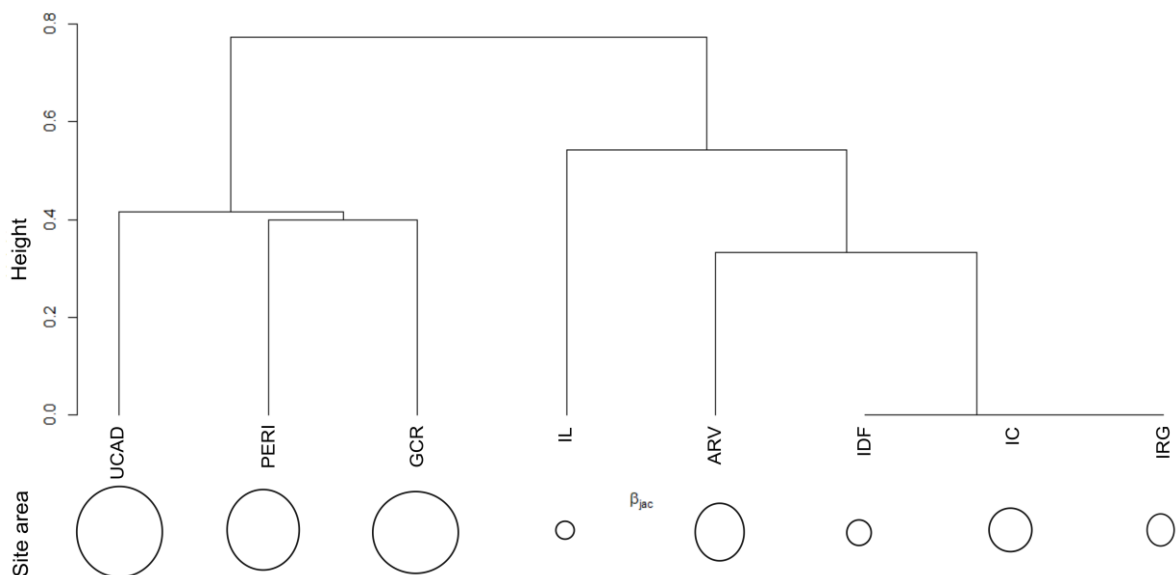 Height
0.8
0.6
0.4
0.2
0.0
UCAD
PERI
GCR
IL
ARV
IDF
IC
IRG
Site area
βjac